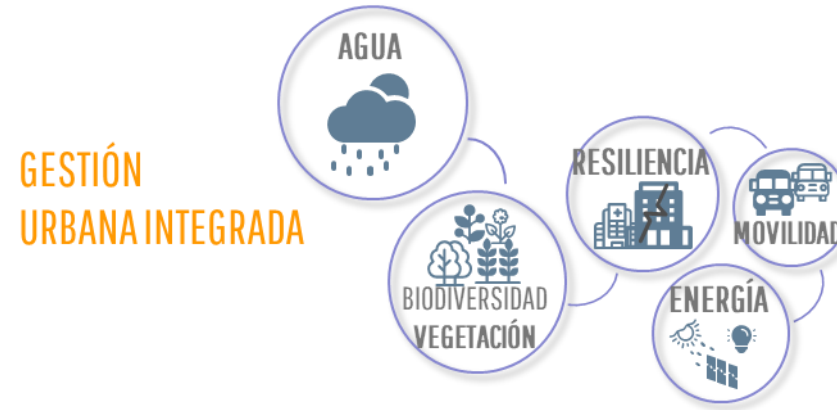 GESTIÓN
URBANA INTEGRADA
AGUA
BIODIVERSIDAD
VEGETACIÓN
RESILIENCIA
MOVILIDAD
ENERGÍA